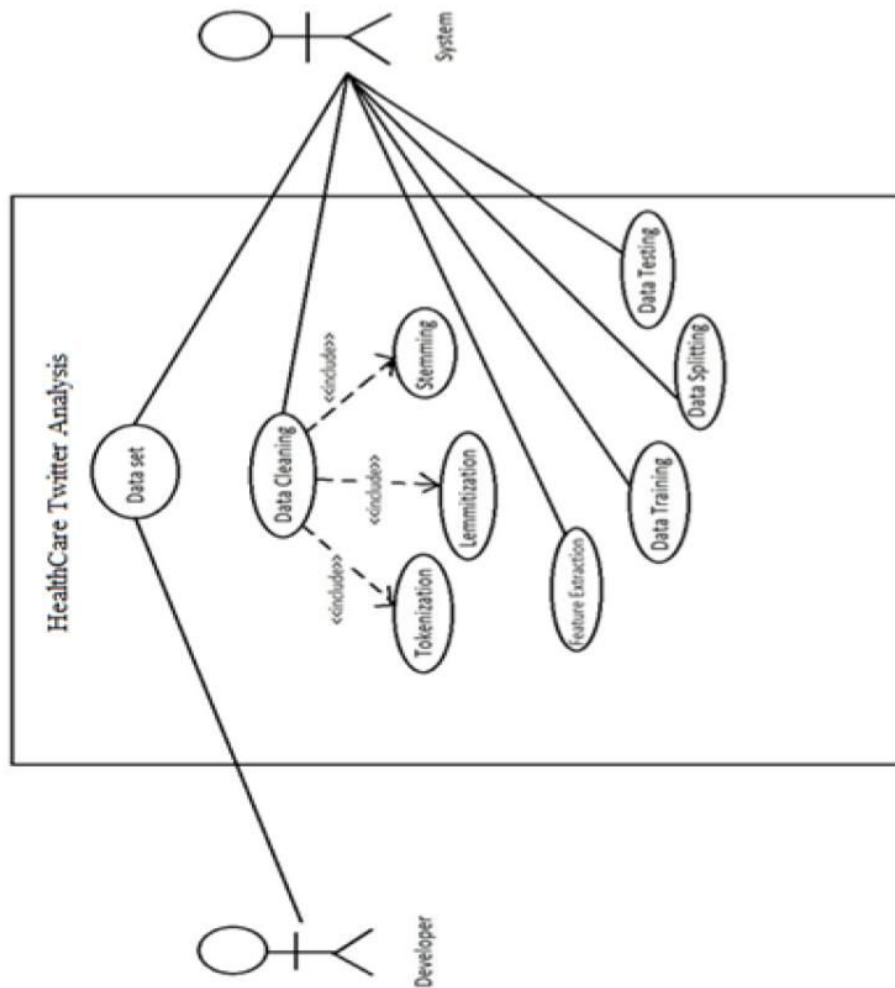 HealthCare Twitter Analysis
Developer
System
Data set
Data Cleaning
<<include>>
<<include>>
<<include>>
Tokenization
Lemmitization
Stemming
Feature Extraction
Data Training
Data Splitting
Data Testing